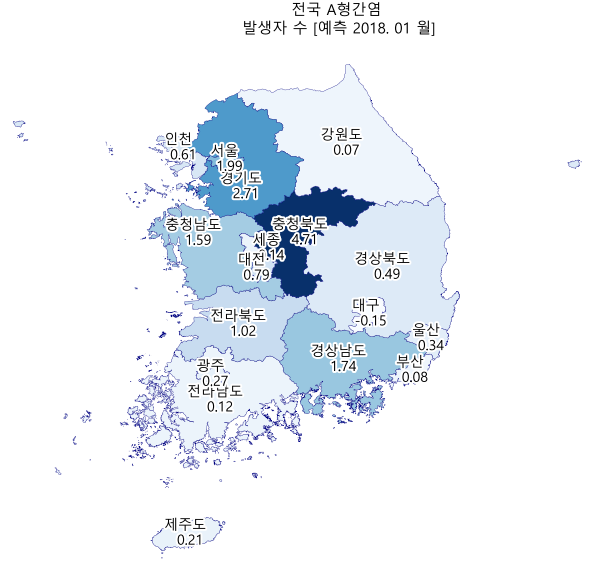 전국 A형간염
발생자 수 [예측 2018. 01 월]
강원도
0.07
인천
0.61
서울
1.99
경기도
2.71
충청남도
1.59
충청북도
4.71
세종
0.14
대전
0.79
경상북도
0.49
대구
-0.15
전라북도
1.02
울산
0.34
경상남도
1.74
부산
0.08
광주
0.27
전라남도
0.12
제주도
0.21